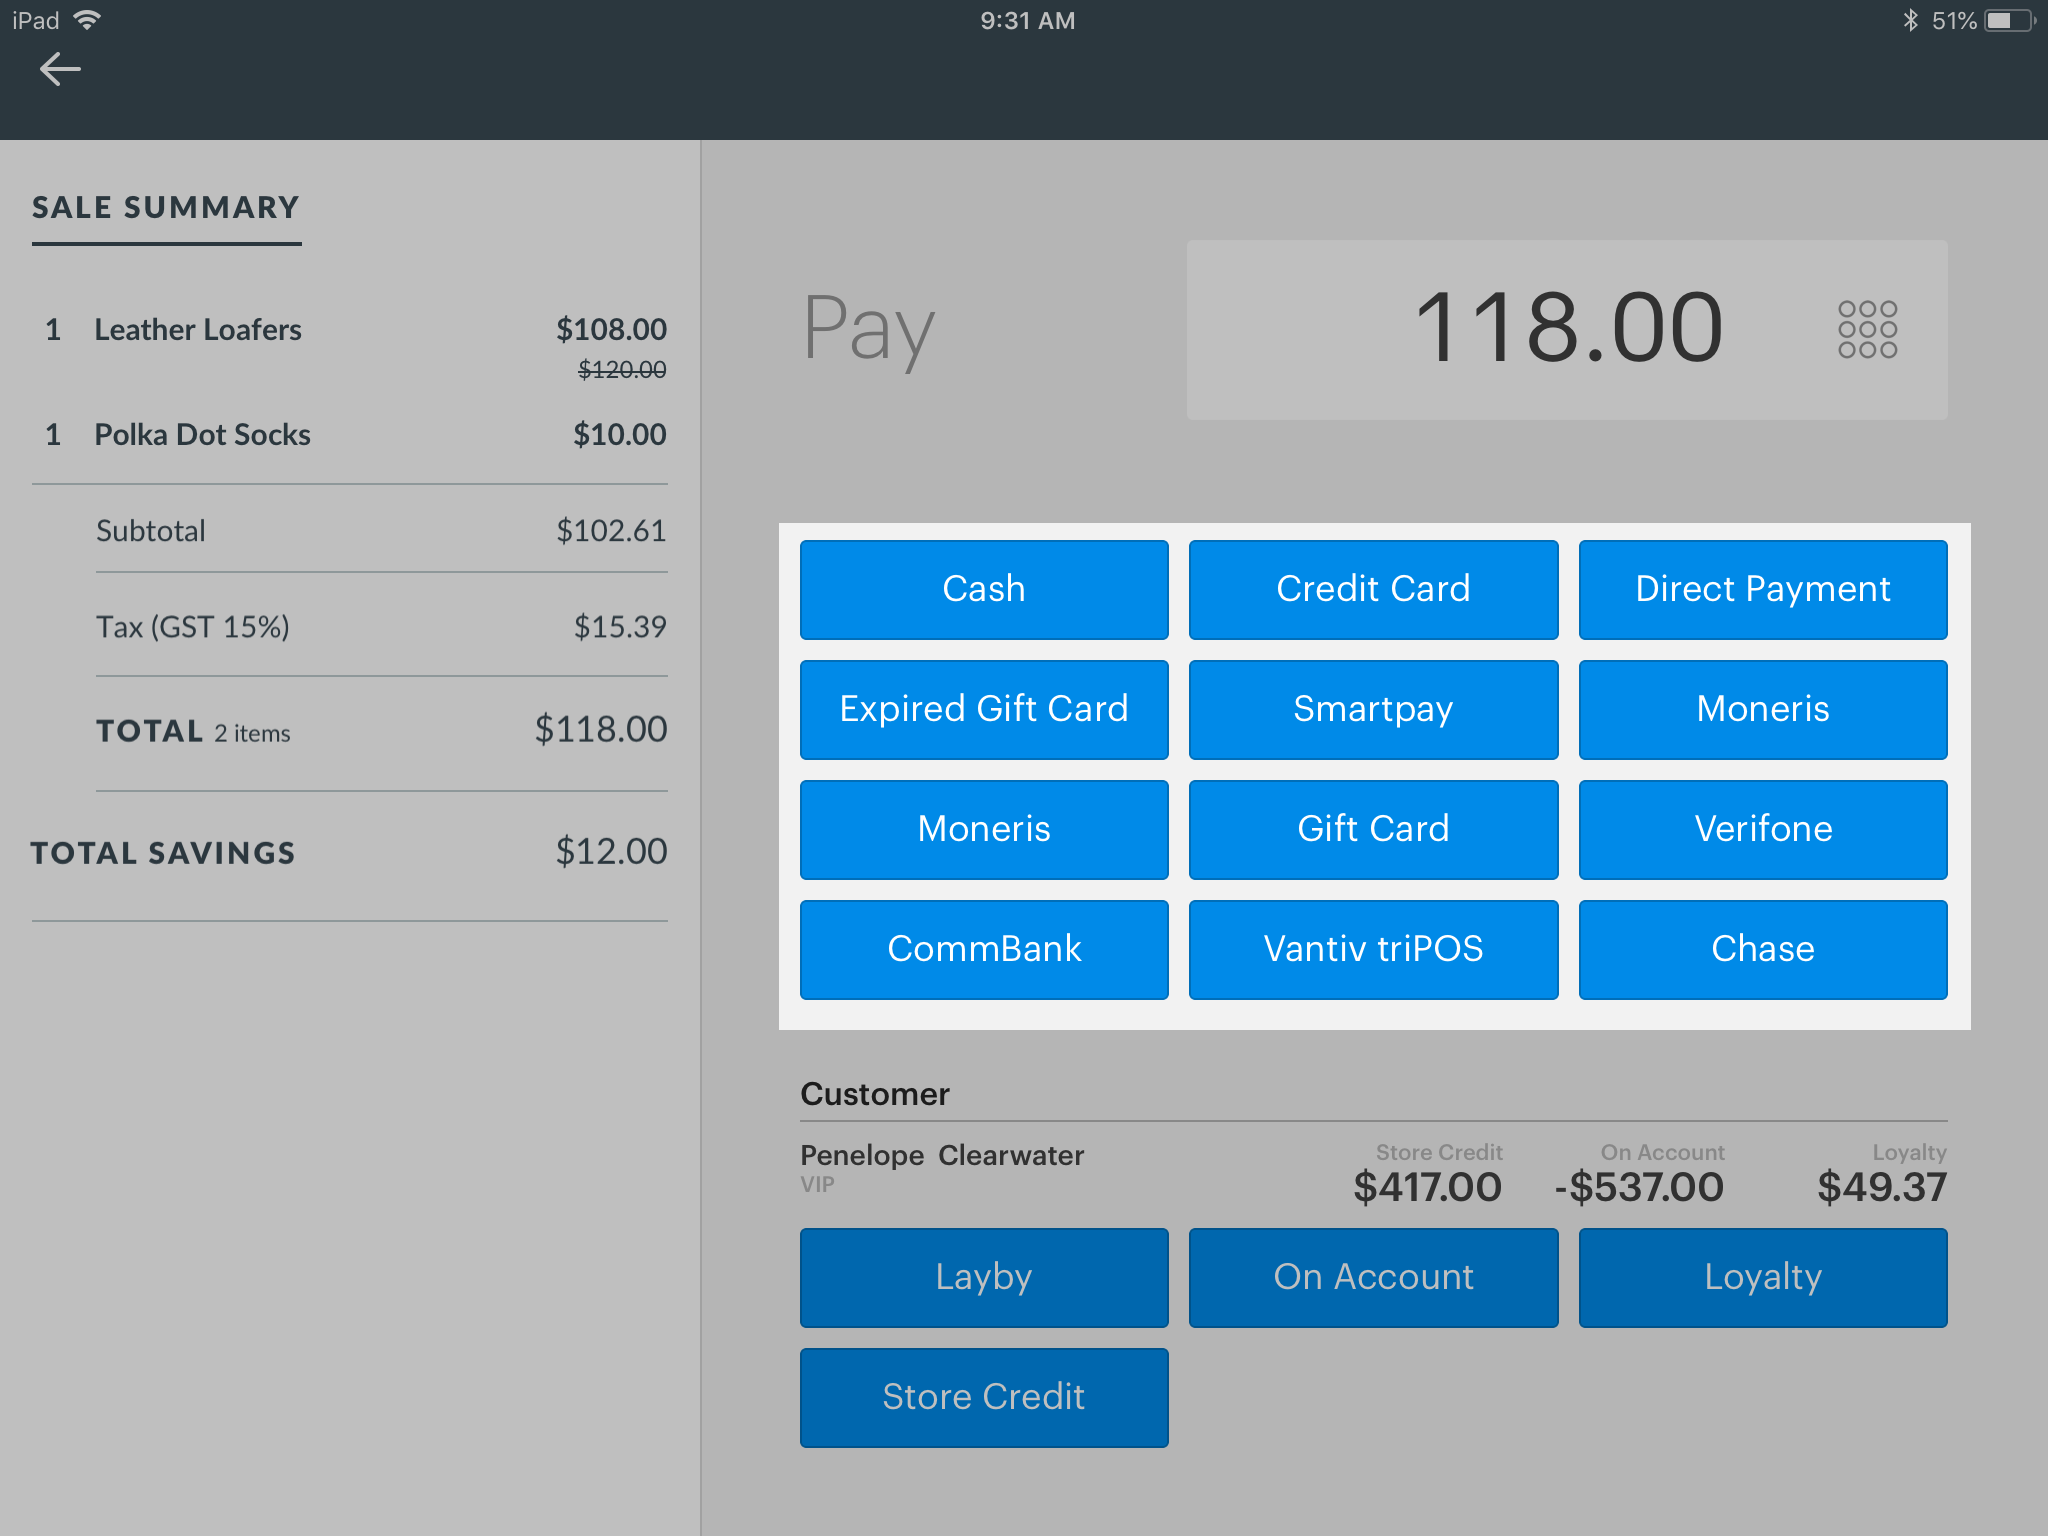 iPad 9:31 AM 51%
SALE SUMMARY
1 Leather Loafers $108.00
$120.00
1 Polka Dot Socks $10.00
Subtotal $102.61
Tax (GST 15%) $15.39
TOTAL 2 items $118.00
TOTAL SAVINGS $12.00
Pay 118.00
Cash Credit Card Direct Payment
Expired Gift Card Smartpay Moneris
Moneris Gift Card Verifone
CommBank Vantiv triPOS Chase
Customer
Penelope Clearwater Store Credit On Account Loyalty
VIP $417.00 -$537.00 $49.37
Layby On Account Loyalty
Store Credit